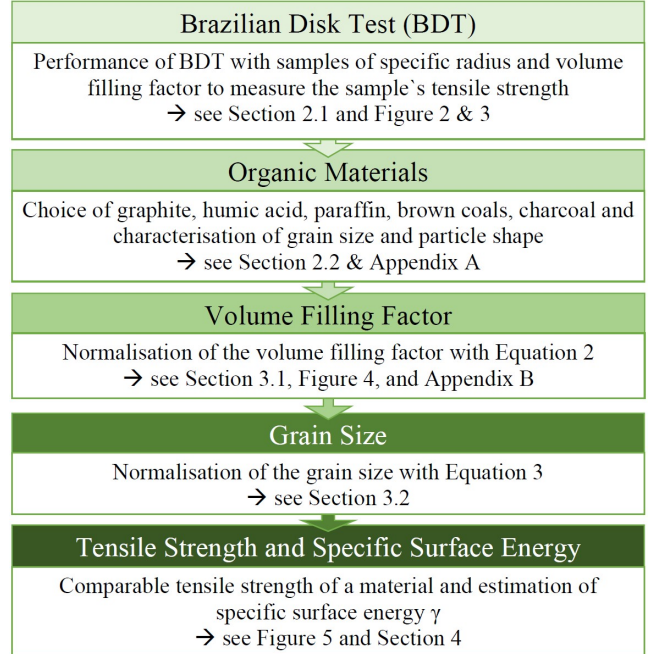 Brazilian Disk Test (BDT)
Performance of BDT with samples of specific radius and volume
filling factor to measure the sample`s tensile strength
→ see Section 2.1 and Figure 2 & 3
Organic Materials
Choice of graphite, humic acid, paraffin, brown coals, charcoal and
characterisation of grain size and particle shape
→ see Section 2.2 & Appendix A
Volume Filling Factor
Normalisation of the volume filling factor with Equation 2
→ see Section 3.1, Figure 4, and Appendix B
Grain Size
Normalisation of the grain size with Equation 3
→ see Section 3.2
Tensile Strength and Specific Surface Energy
Comparable tensile strength of a material and estimation of
specific surface energy γ
→ see Figure 5 and Section 4